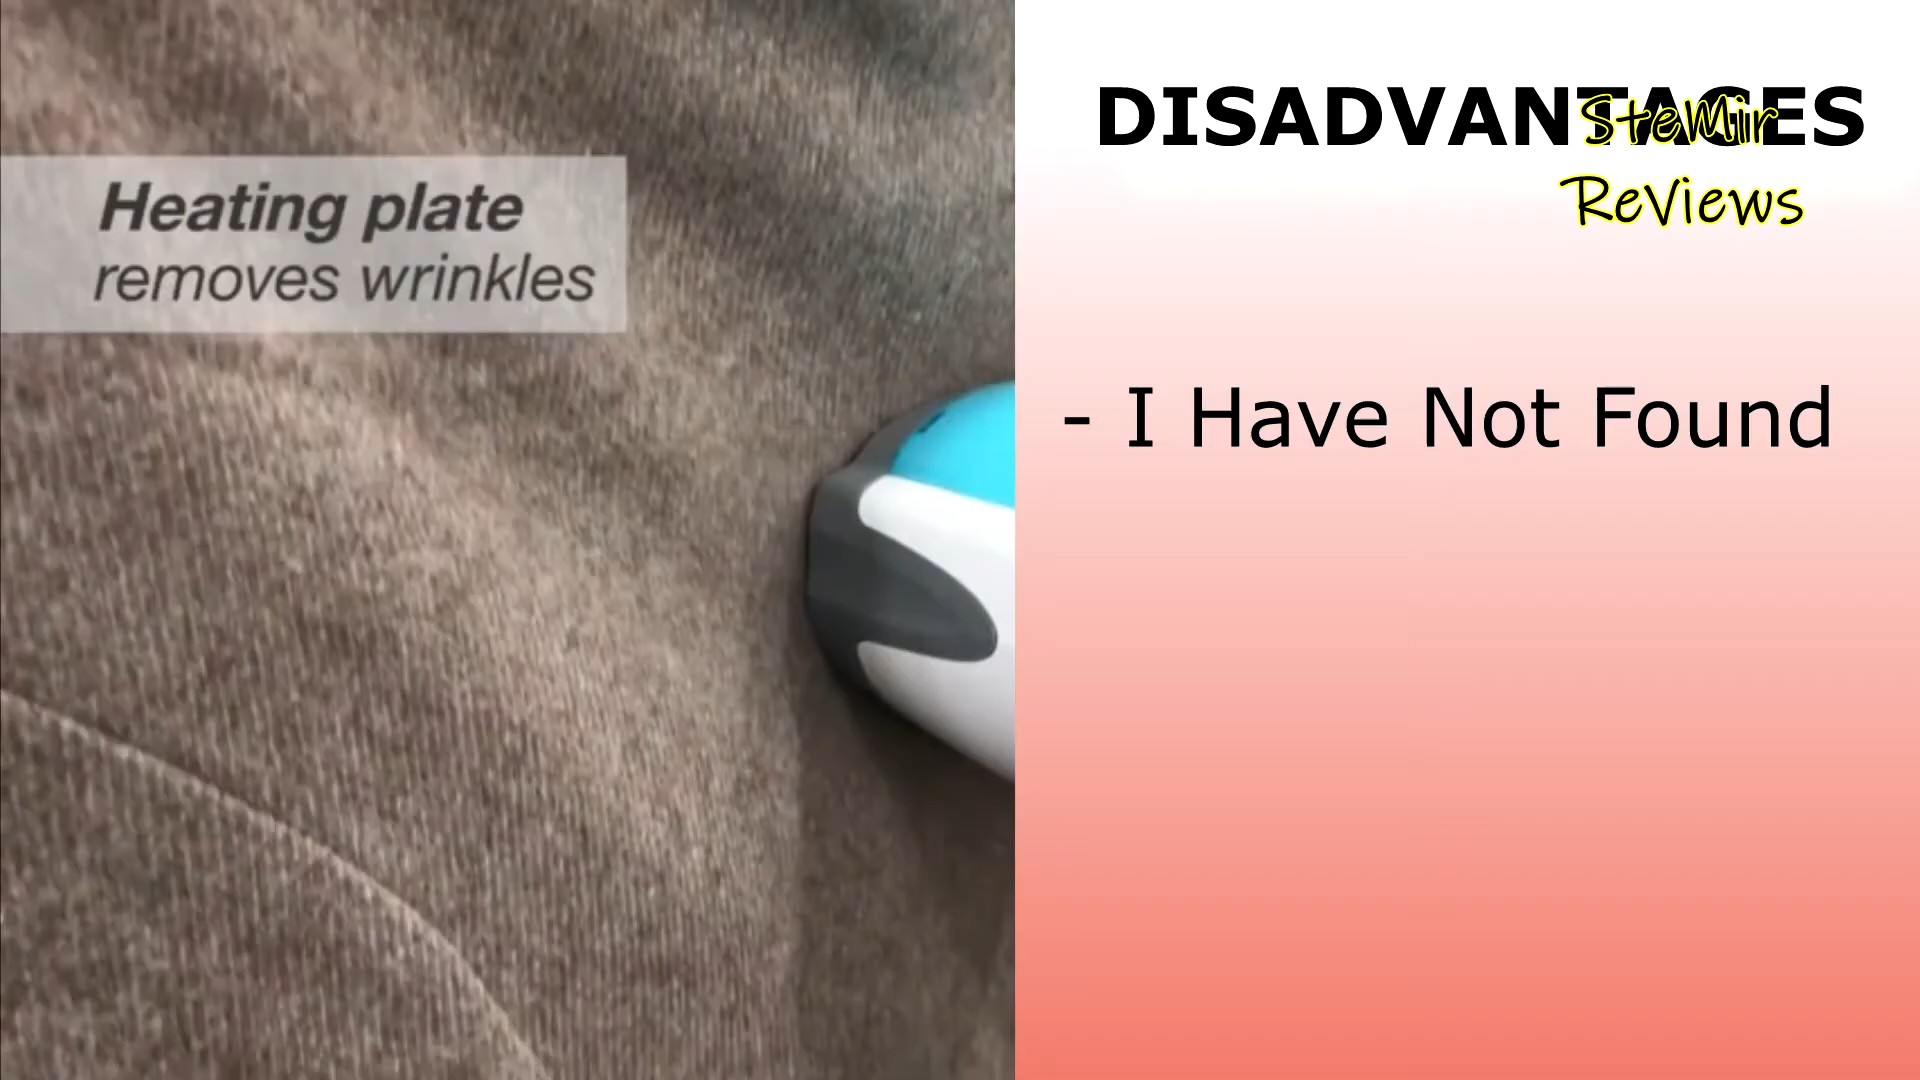 Heating plate
removes wrinkles
DISADVANTAGES
SteMir
ReViews
- I Have Not Found